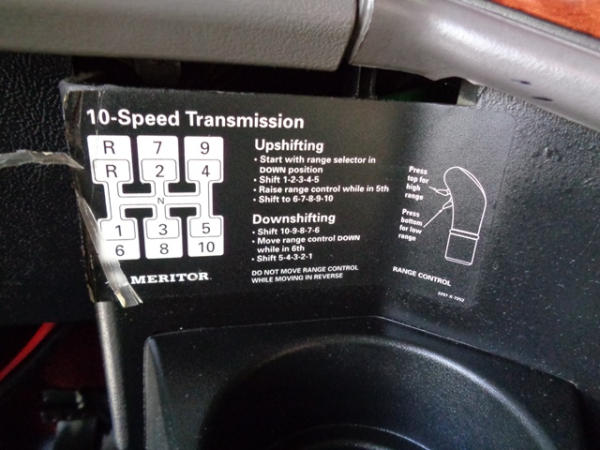 10-Speed Transmission
R 7 9
R 2 4
N
1 3 5
6 8 10
MERITOR
Upshifting
• Start with range selector in
DOWN position
• Shift 1-2-3-4-5
• Raise range control while in 5th
• Shift to 6-7-8-9-10
Downshifting
• Shift 10-9-8-7-6
• Move range control DOWN
while in 6th
• Shift 5-4-3-2-1
DO NOT MOVE RANGE CONTROL
WHILE MOVING IN REVERSE
Press
top for
high
range
Press
bottom
for low
range
RANGE CONTROL